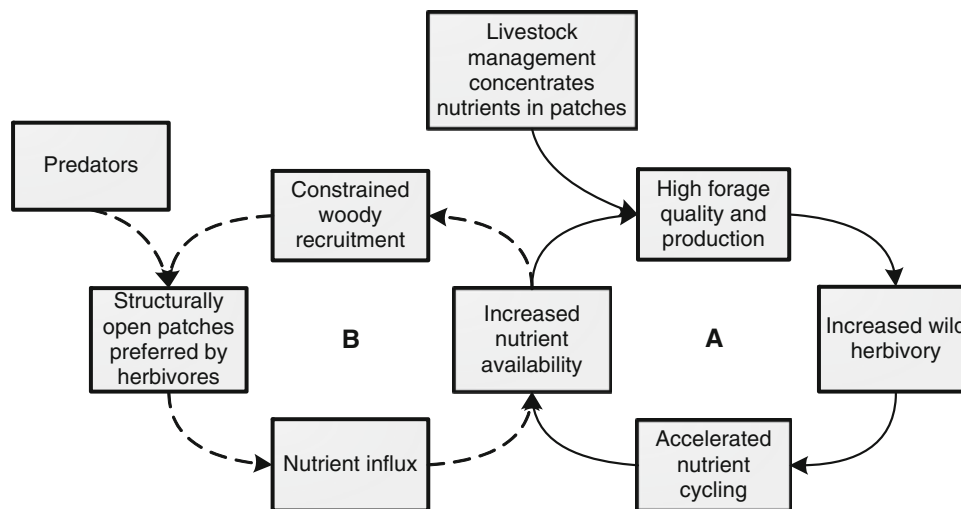 Livestock
management
concentrates
nutrients in patches
Predators
Constrained
woody
recruitment
High forage
quality and
production
Structurally
open patches
preferred by
herbivores
B
Increased
nutrient
availability
A
Increased wild
herbivory
Nutrient influx
Accelerated
nutrient
cycling